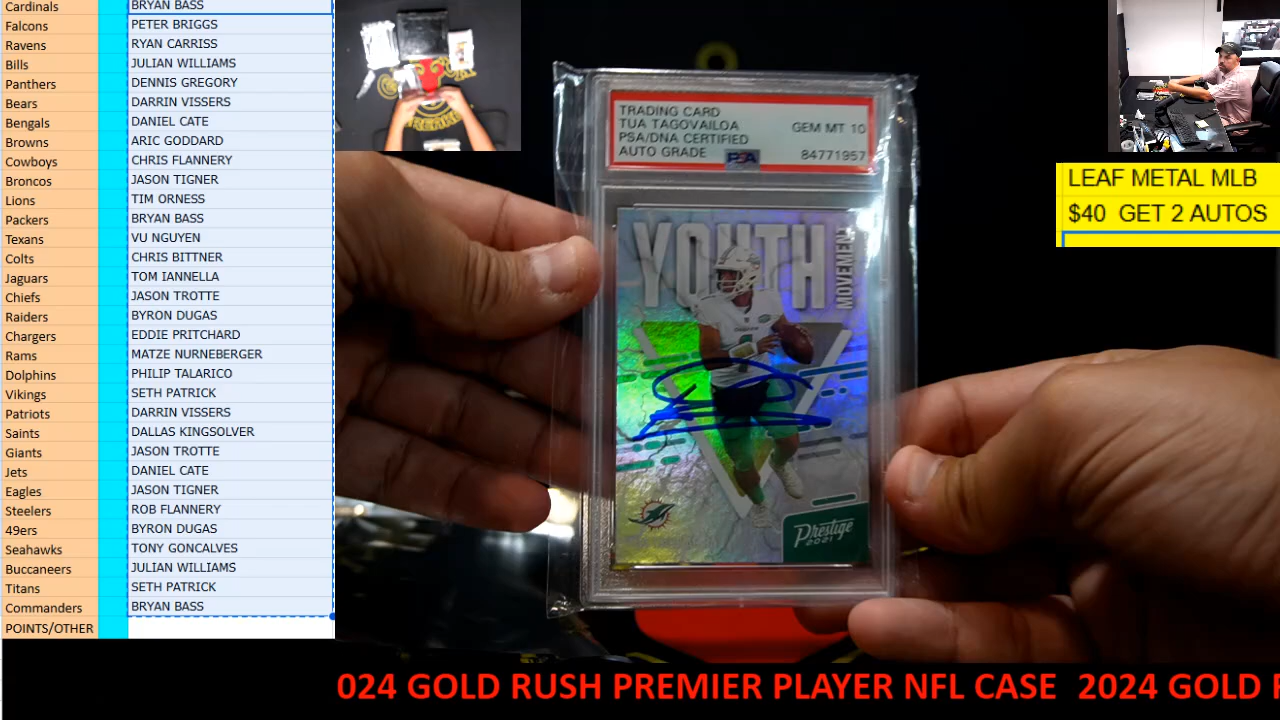 Cardinals BRYAN BASS
Falcons PETER BRIGGS
Ravens RYAN CARRISS
Bills JULIAN WILLIAMS
Panthers DENNIS GREGORY
Bears DARRIN VISSERS
Bengals DANIEL CATE
Browns ARIC GODDARD
Cowboys CHRIS FLANNERY
Broncos JASON TIGNER
Lions TIM ORNESS
Packers BRYAN BASS
Texans VU NGUYEN
Colts CHRIS BITTNER
Jaguars TOM IANNELLA
Chiefs JASON TROTTE
Raiders BYRON DUGAS
Chargers EDDIE PRITCHARD
Rams MATZE NURNEBERGER
Dolphins PHILIP TALARICO
Vikings SETH PATRICK
Patriots DARRIN VISSERS
Saints DALLAS KINGSOLVER
Giants JASON TROTTE
Jets DANIEL CATE
Eagles JASON TIGNER
Steelers ROB FLANNERY
49ers BYRON DUGAS
Seahawks TONY GONCALVES
Buccaneers JULIAN WILLIAMS
Titans SETH PATRICK
Commanders BRYAN BASS
POINTS/OTHER
TRADING CARD
TUA TAGOVAILOA GEM MT 10
PSA/DNA CERTIFIED
AUTO GRADE PSA 84771957
YOUTH
MOVEMENT
Prestige
2021
LEAF METAL MLB
$40 GET 2 AUTOS
024 GOLD RUSH PREMIER PLAYER NFL CASE 2024 GOLD